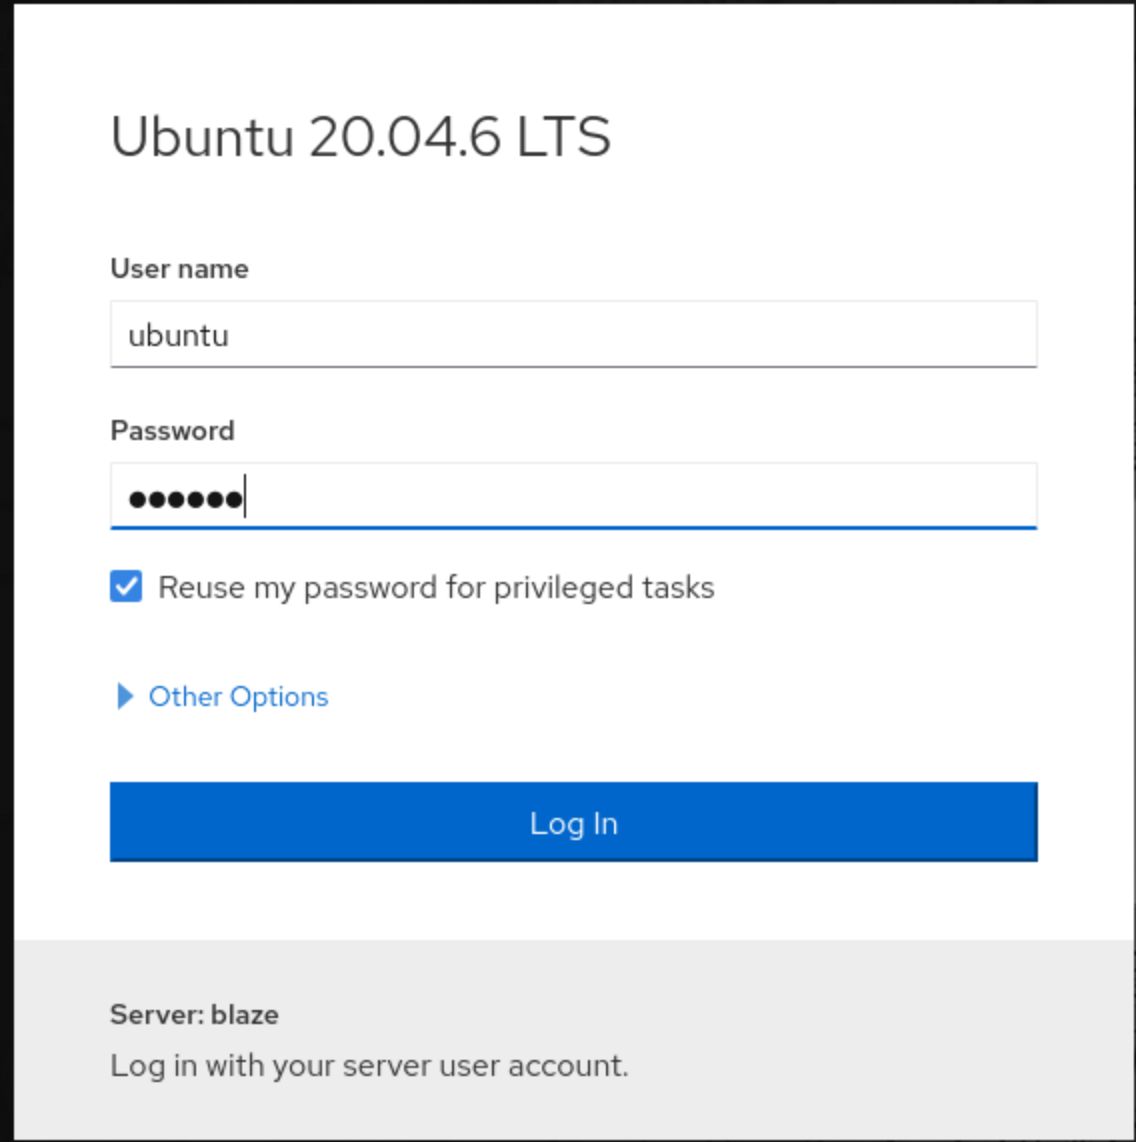 Ubuntu 20.04.6 LTS
User name
ubuntu
Password
●●●●●●
Reuse my password for privileged tasks
Other Options
Log In
Server: blaze
Log in with your server user account.